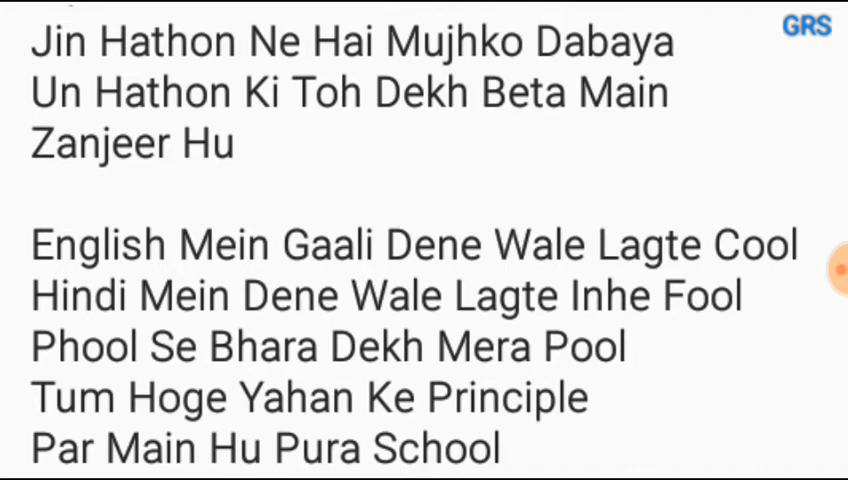 GRS
Jin Hathon Ne Hai Mujhko Dabaya
Un Hathon Ki Toh Dekh Beta Main
Zanjeer Hu
English Mein Gaali Dene Wale Lagte Cool
Hindi Mein Dene Wale Lagte Inhe Fool
Phool Se Bhara Dekh Mera Pool
Tum Hoge Yahan Ke Principle
Par Main Hu Pura School